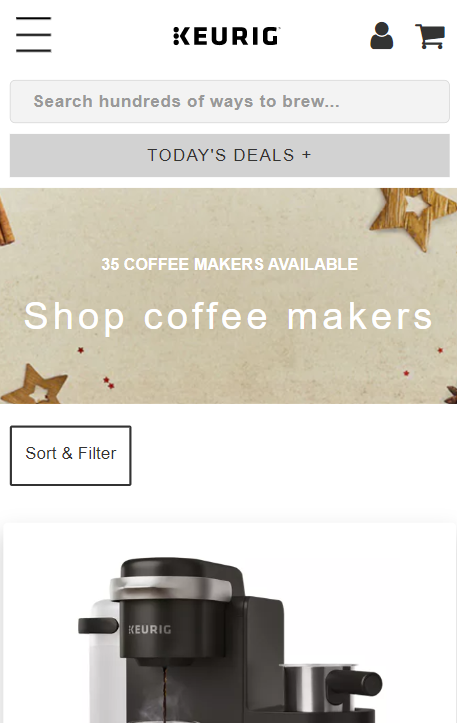 KEURIG
Search hundreds of ways to brew...
TODAY'S DEALS +
35 COFFEE MAKERS AVAILABLE
Shop coffee makers
Sort & Filter
KEURIG